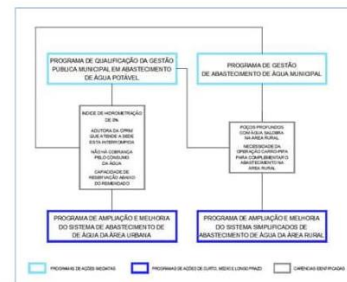 PROGRAMA DE QUALIFICAÇÃO DA GESTÃO
PÚBLICA MUNICIPAL EM ABASTECIMENTO
DE ÁGUA POTÁVEL
PROGRAMA DE GESTÃO
DE ABASTECIMENTO DE ÁGUA MUNICIPAL
ÍNDICE DE HIDROMETRAÇÃO
DE 0%
ADUTORA DA CPRM
QUE ATENDE A SEDE
ESTÁ INTERROMPIDA
NÃO HÁ COBRANÇA
PELO CONSUMO
DA ÁGUA
CAPACIDADE DE
RESERVAÇÃO ABAIXO
DO
POÇOS PROFUNDOS
COM ÁGUA SALOBRA
NA ÁREA RURAL
NECESSIDADE DA
OPERAÇÃO CARRO-PIPA
PARA COMPLEMENTAR O
ABASTECIMENTO NA
ÁREA RURAL
PROGRAMA DE AMPLIAÇÃO E MELHORIA
DO SISTEMA DE ABASTECIMENTO DE
DE ÁGUA DA ÁREA URBANA
PROGRAMA DE AMPLIAÇÃO E MELHORIA
DO SISTEMA SIMPLIFICADOS DE
ABASTECIMENTO DE ÁGUA DA ÁREA RURAL
PROGRAMAS DE AÇÕES IMEDIATAS
PROGRAMAS DE AÇÕES DE CURTO, MÉDIO E LONGO PRAZO
CARÊNCIAS IDENTIFICADAS